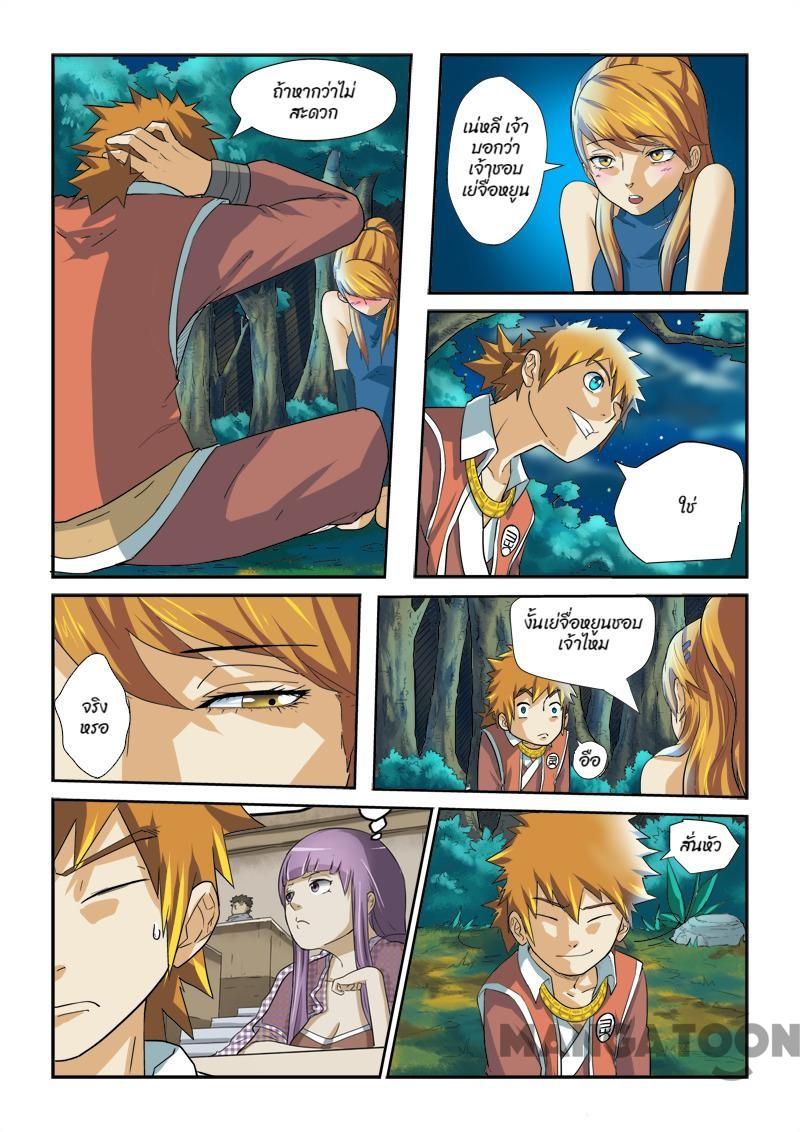 ถ้าหากว่าไม่
สะดวก
เน่หลี เจ้า
บอกว่า
เจ้าชอบ
เย่จื่อหยูน
ใช่
จริง
หรอ
งั้นเย่จื่อหยูนชอบ
เจ้าไหม
อือ
สั่นหัว
MANGATOON